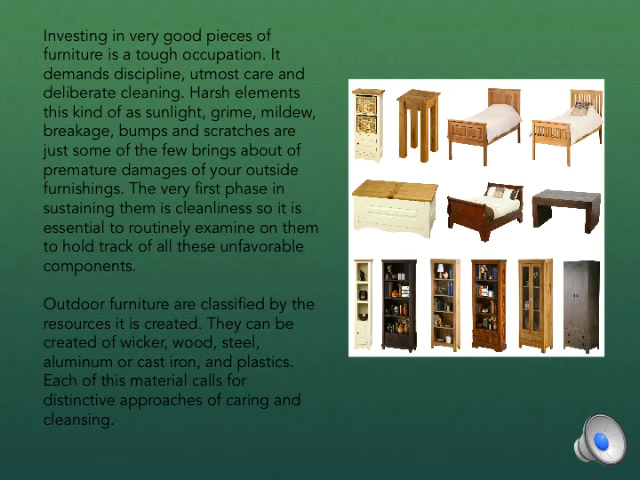 Investing in very good pieces of
furniture is a tough occupation. It
demands discipline, utmost care and
deliberate cleaning. Harsh elements
this kind of as sunlight, grime, mildew,
breakage, bumps and scratches are
just some of the few brings about of
premature damages of your outside
furnishings. The very first phase in
sustaining them is cleanliness so it is
essential to routinely examine on them
to hold track of all these unfavorable
components.
Outdoor furniture are classified by the
resources it is created. They can be
created of wicker, wood, steel,
aluminum or cast iron, and plastics.
Each of this material calls for
distinctive approaches of caring and
cleansing.